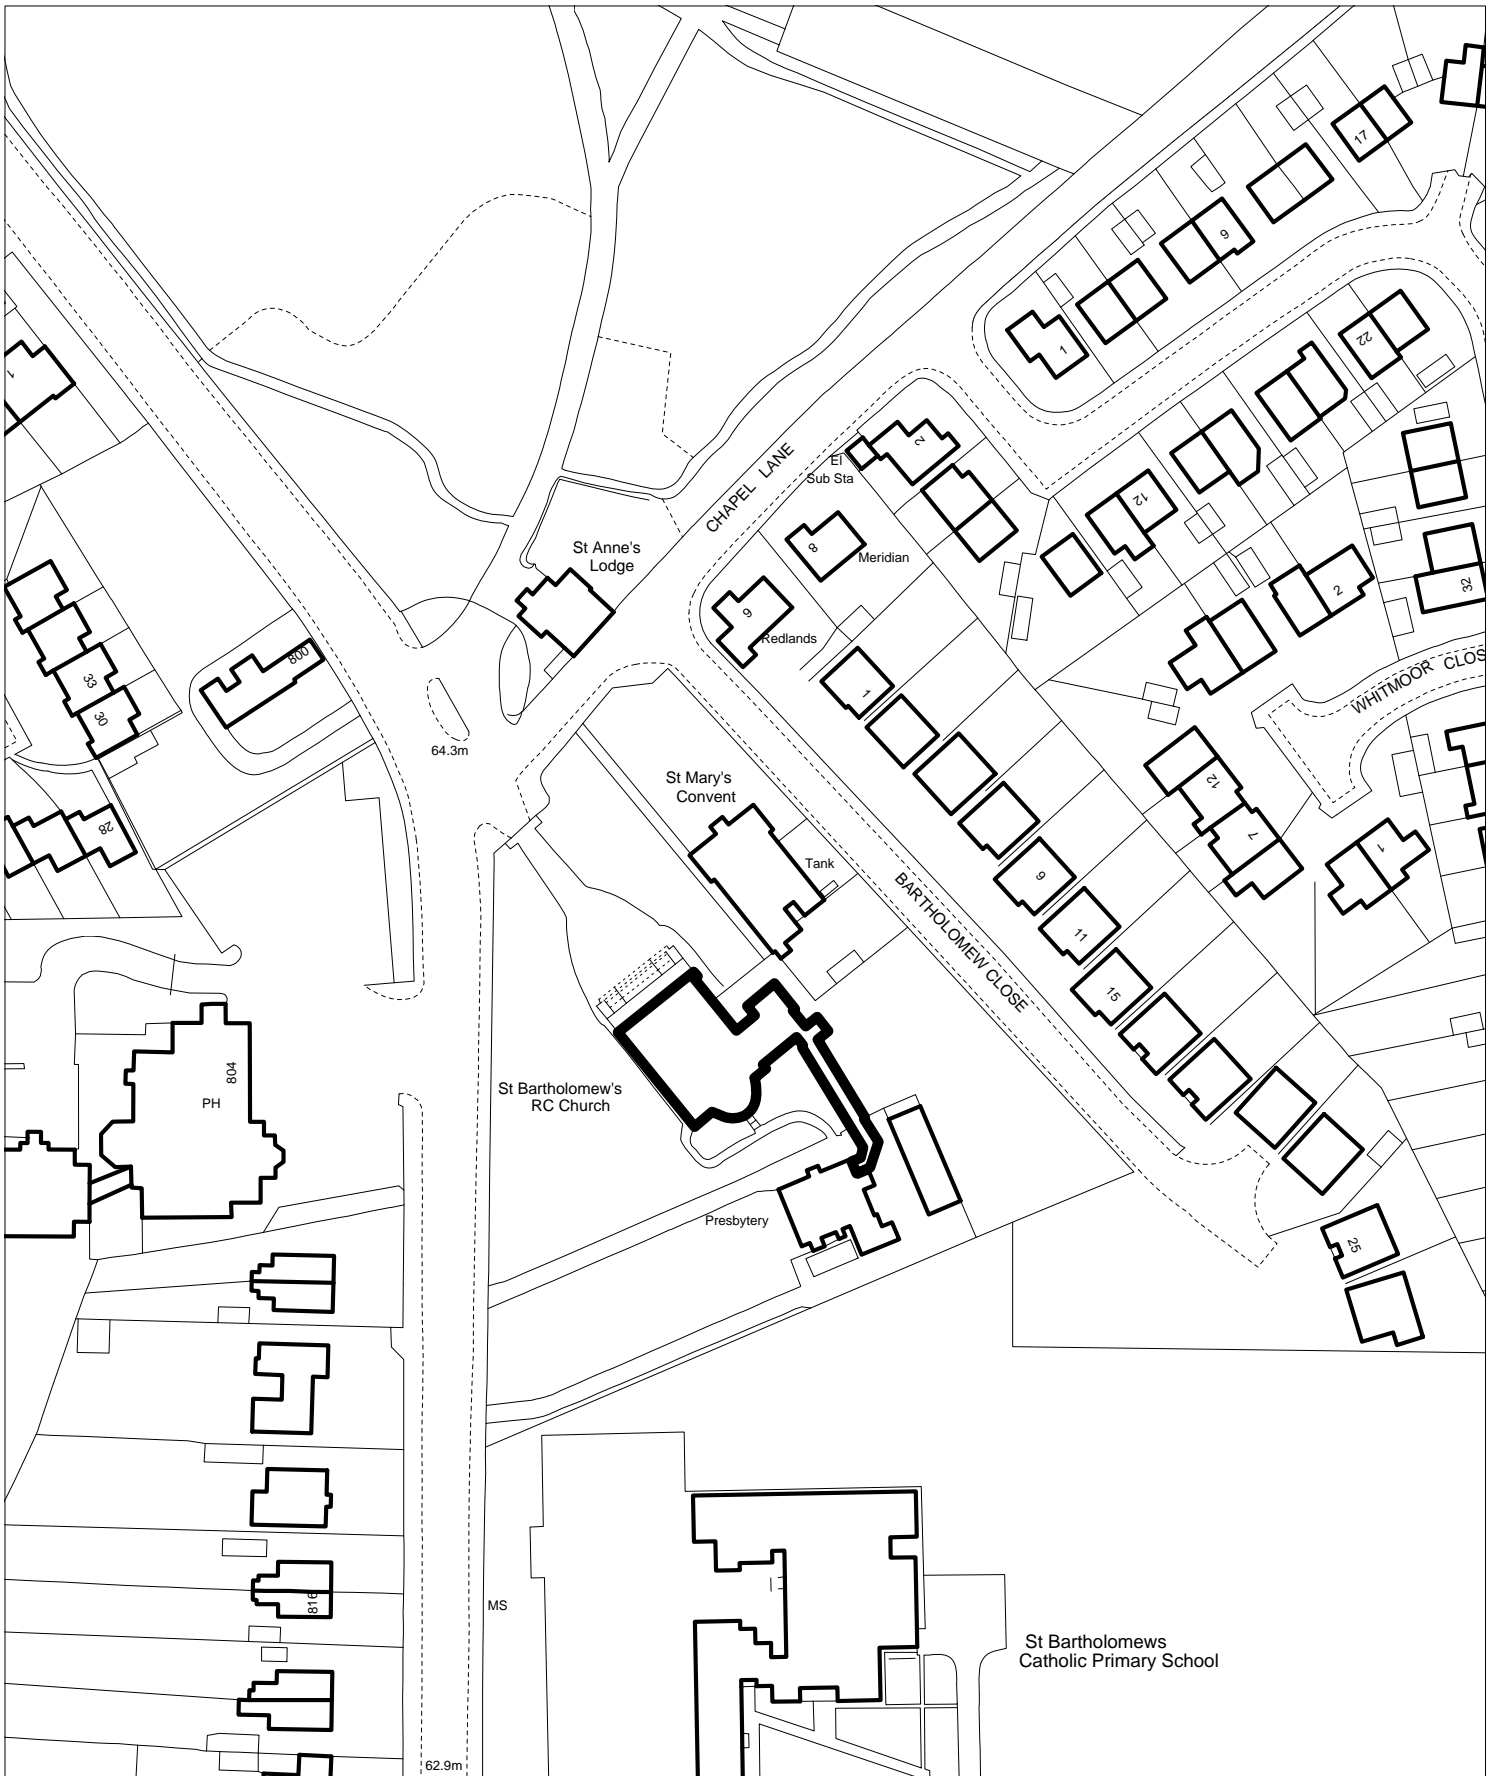 17
9
1
22
1
CHAPEL LANE
2
El
Sub Sta
12
St Anne's
Lodge
8
Meridian
2
32
9
Redlands
800
33
30
1
WHITMOOR CLOS
64.3m
St Mary's
Convent
12
28
7
1
Tank
9
BARTHOLOMEW CLOSE
11
15
804
PH
St Bartholomew's
RC Church
Presbytery
25
816
MS
St Bartholomews
Catholic Primary School
62.9m